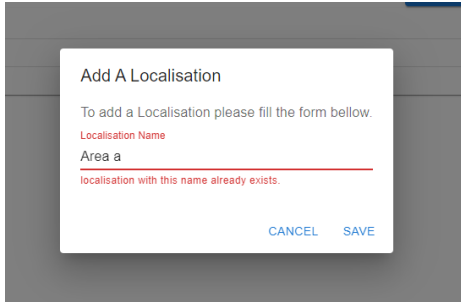 Add A Localisation
To add a Localisation please fill the form bellow.
Localisation Name
Area a
localisation with this name already exists.
CANCEL SAVE